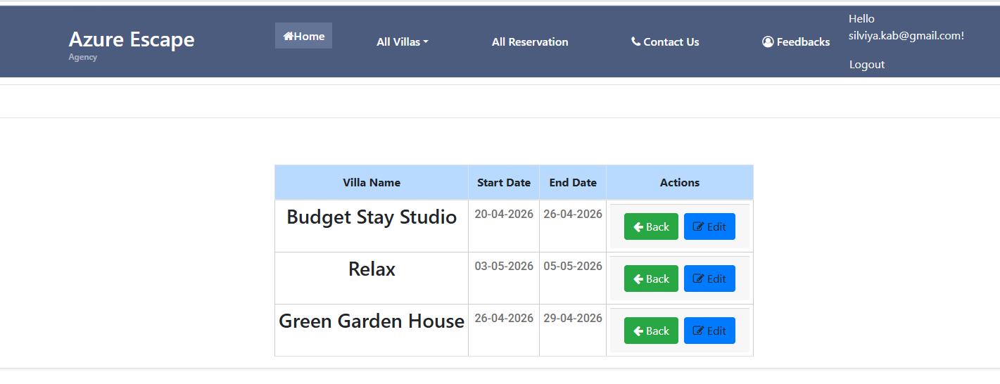 Azure Escape
Agency
Home
All Villas
All Reservation
Contact Us
Feedbacks
Hello
silviya.kab@gmail.com!
Logout
Villa Name Start Date End Date Actions
Budget Stay Studio 20-04-2026 26-04-2026 Back Edit
Relax 03-05-2026 05-05-2026 Back Edit
Green Garden House 26-04-2026 29-04-2026 Back Edit